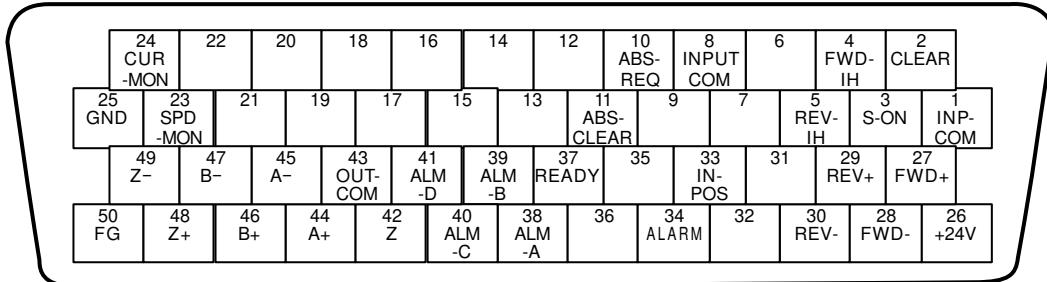 24 22 20 18 16 14 12 10 8 6 4 2
CUR ABS- INPUT FWD- CLEAR
-MON REQ COM IH
25 23 21 19 17 15 13 11 9 7 5 3 1
GND SPD ABS- REV- S-ON INP-
-MON CLEAR IH COM
49 47 45 43 41 39 37 35 33 31 29 27
Z− B− A− OUT- ALM ALM READY IN- REV+ FWD+
COM -D -B POS
50 48 46 44 42 40 38 36 34 32 30 28 26
FG Z+ B+ A+ Z ALM ALM ALARM REV- FWD- +24V
-C -A